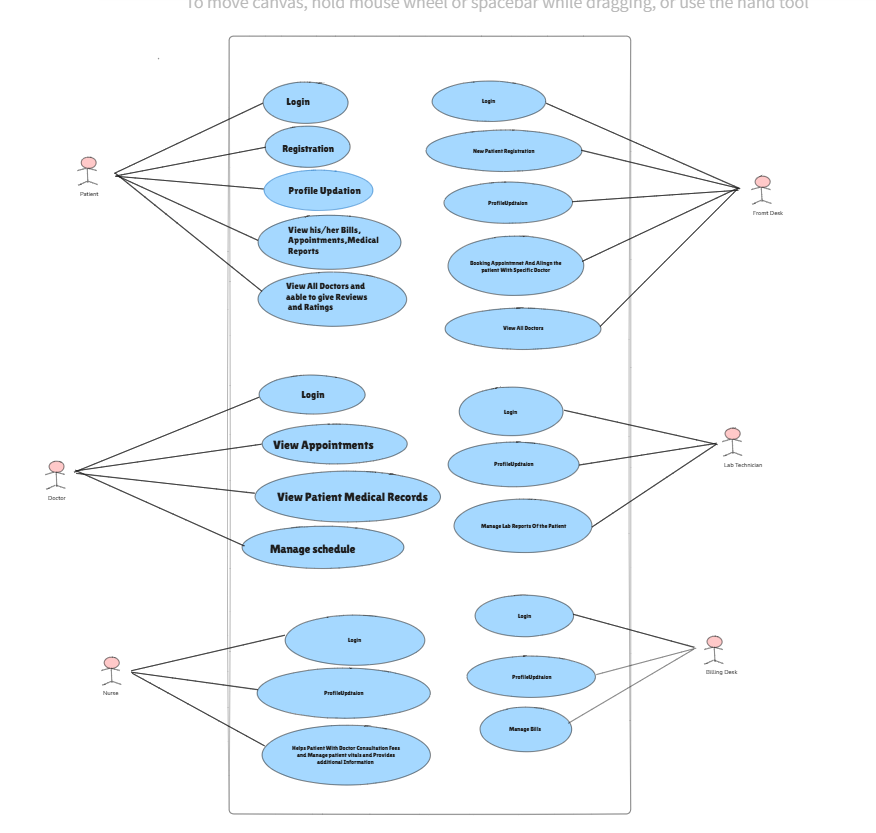 To move canvas, hold mouse wheel or spacebar while dragging, or use the hand tool
Login
Registration
Profile Updation
View his/her Bills,
Appointments,Medical
Reports
View All Doctors and
aable to give Reviews
and Ratings
Patient
Login
New Patient Registration
ProfileUpdtaion
Booking Appointmnet And Alingn the
patient With Specific Doctor
View All Doctors
Fromt Desk
Login
View Appointments
View Patient Medical Records
Manage schedule
Doctor
Login
ProfileUpdtaion
Manage Lab Reports Of the Patient
Lab Technician
Login
ProfileUpdtaion
Helps Patient With Doctor Consultation Fees
and Manage patient vitals and Provides
additional Information
Nurse
Login
ProfileUpdtaion
Manage Bills
Billing Desk